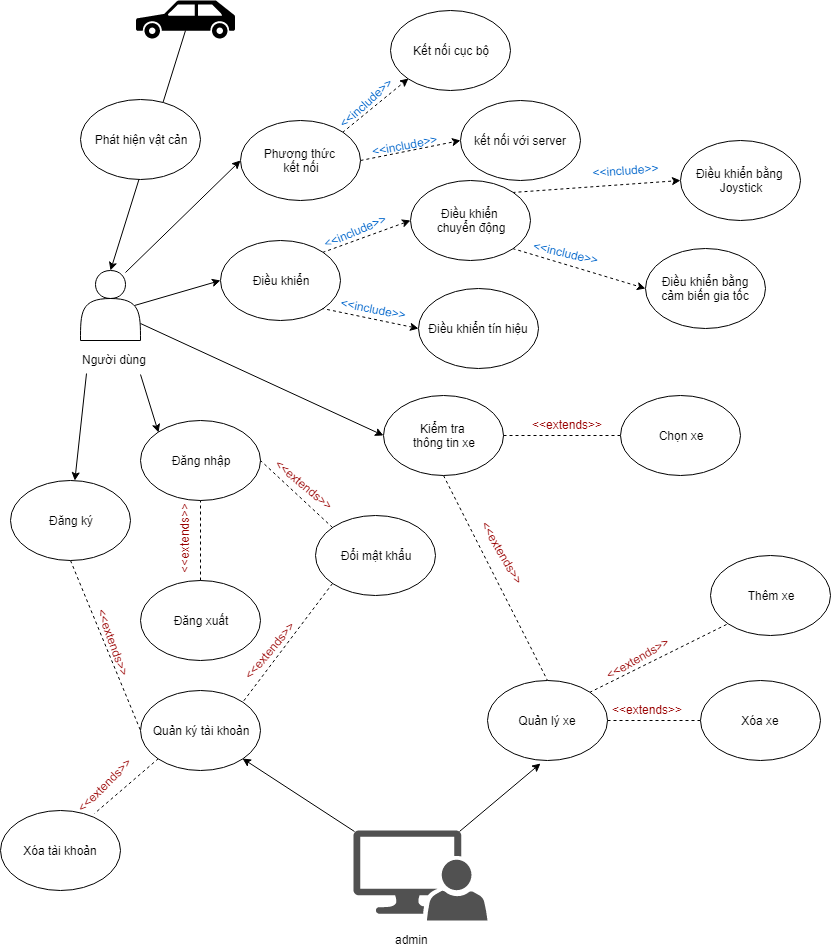 Kết nối cục bộ
<<include>>
Phát hiện vật cản
Phương thức
kết nối
<<include>>
kết nối với server
Điều khiển bằng
Joystick
<<include>>
Điều khiển
chuyển động
<<include>>
<<include>>
Điều khiển
Điều khiển bằng
cảm biến gia tốc
<<include>>
Điều khiển tín hiệu
Người dùng
Kiểm tra
thông tin xe
<<extends>>
Chọn xe
Đăng nhập
<<extends>>
Đăng ký
<<extends>>
<<extends>>
Đổi mật khẩu
Thêm xe
Đăng xuất
<<extends>>
<<extends>>
<<extends>>
Quản ký tài khoản
Quản lý xe
<<extends>>
Xóa xe
<<extends>>
Xóa tài khoản
admin